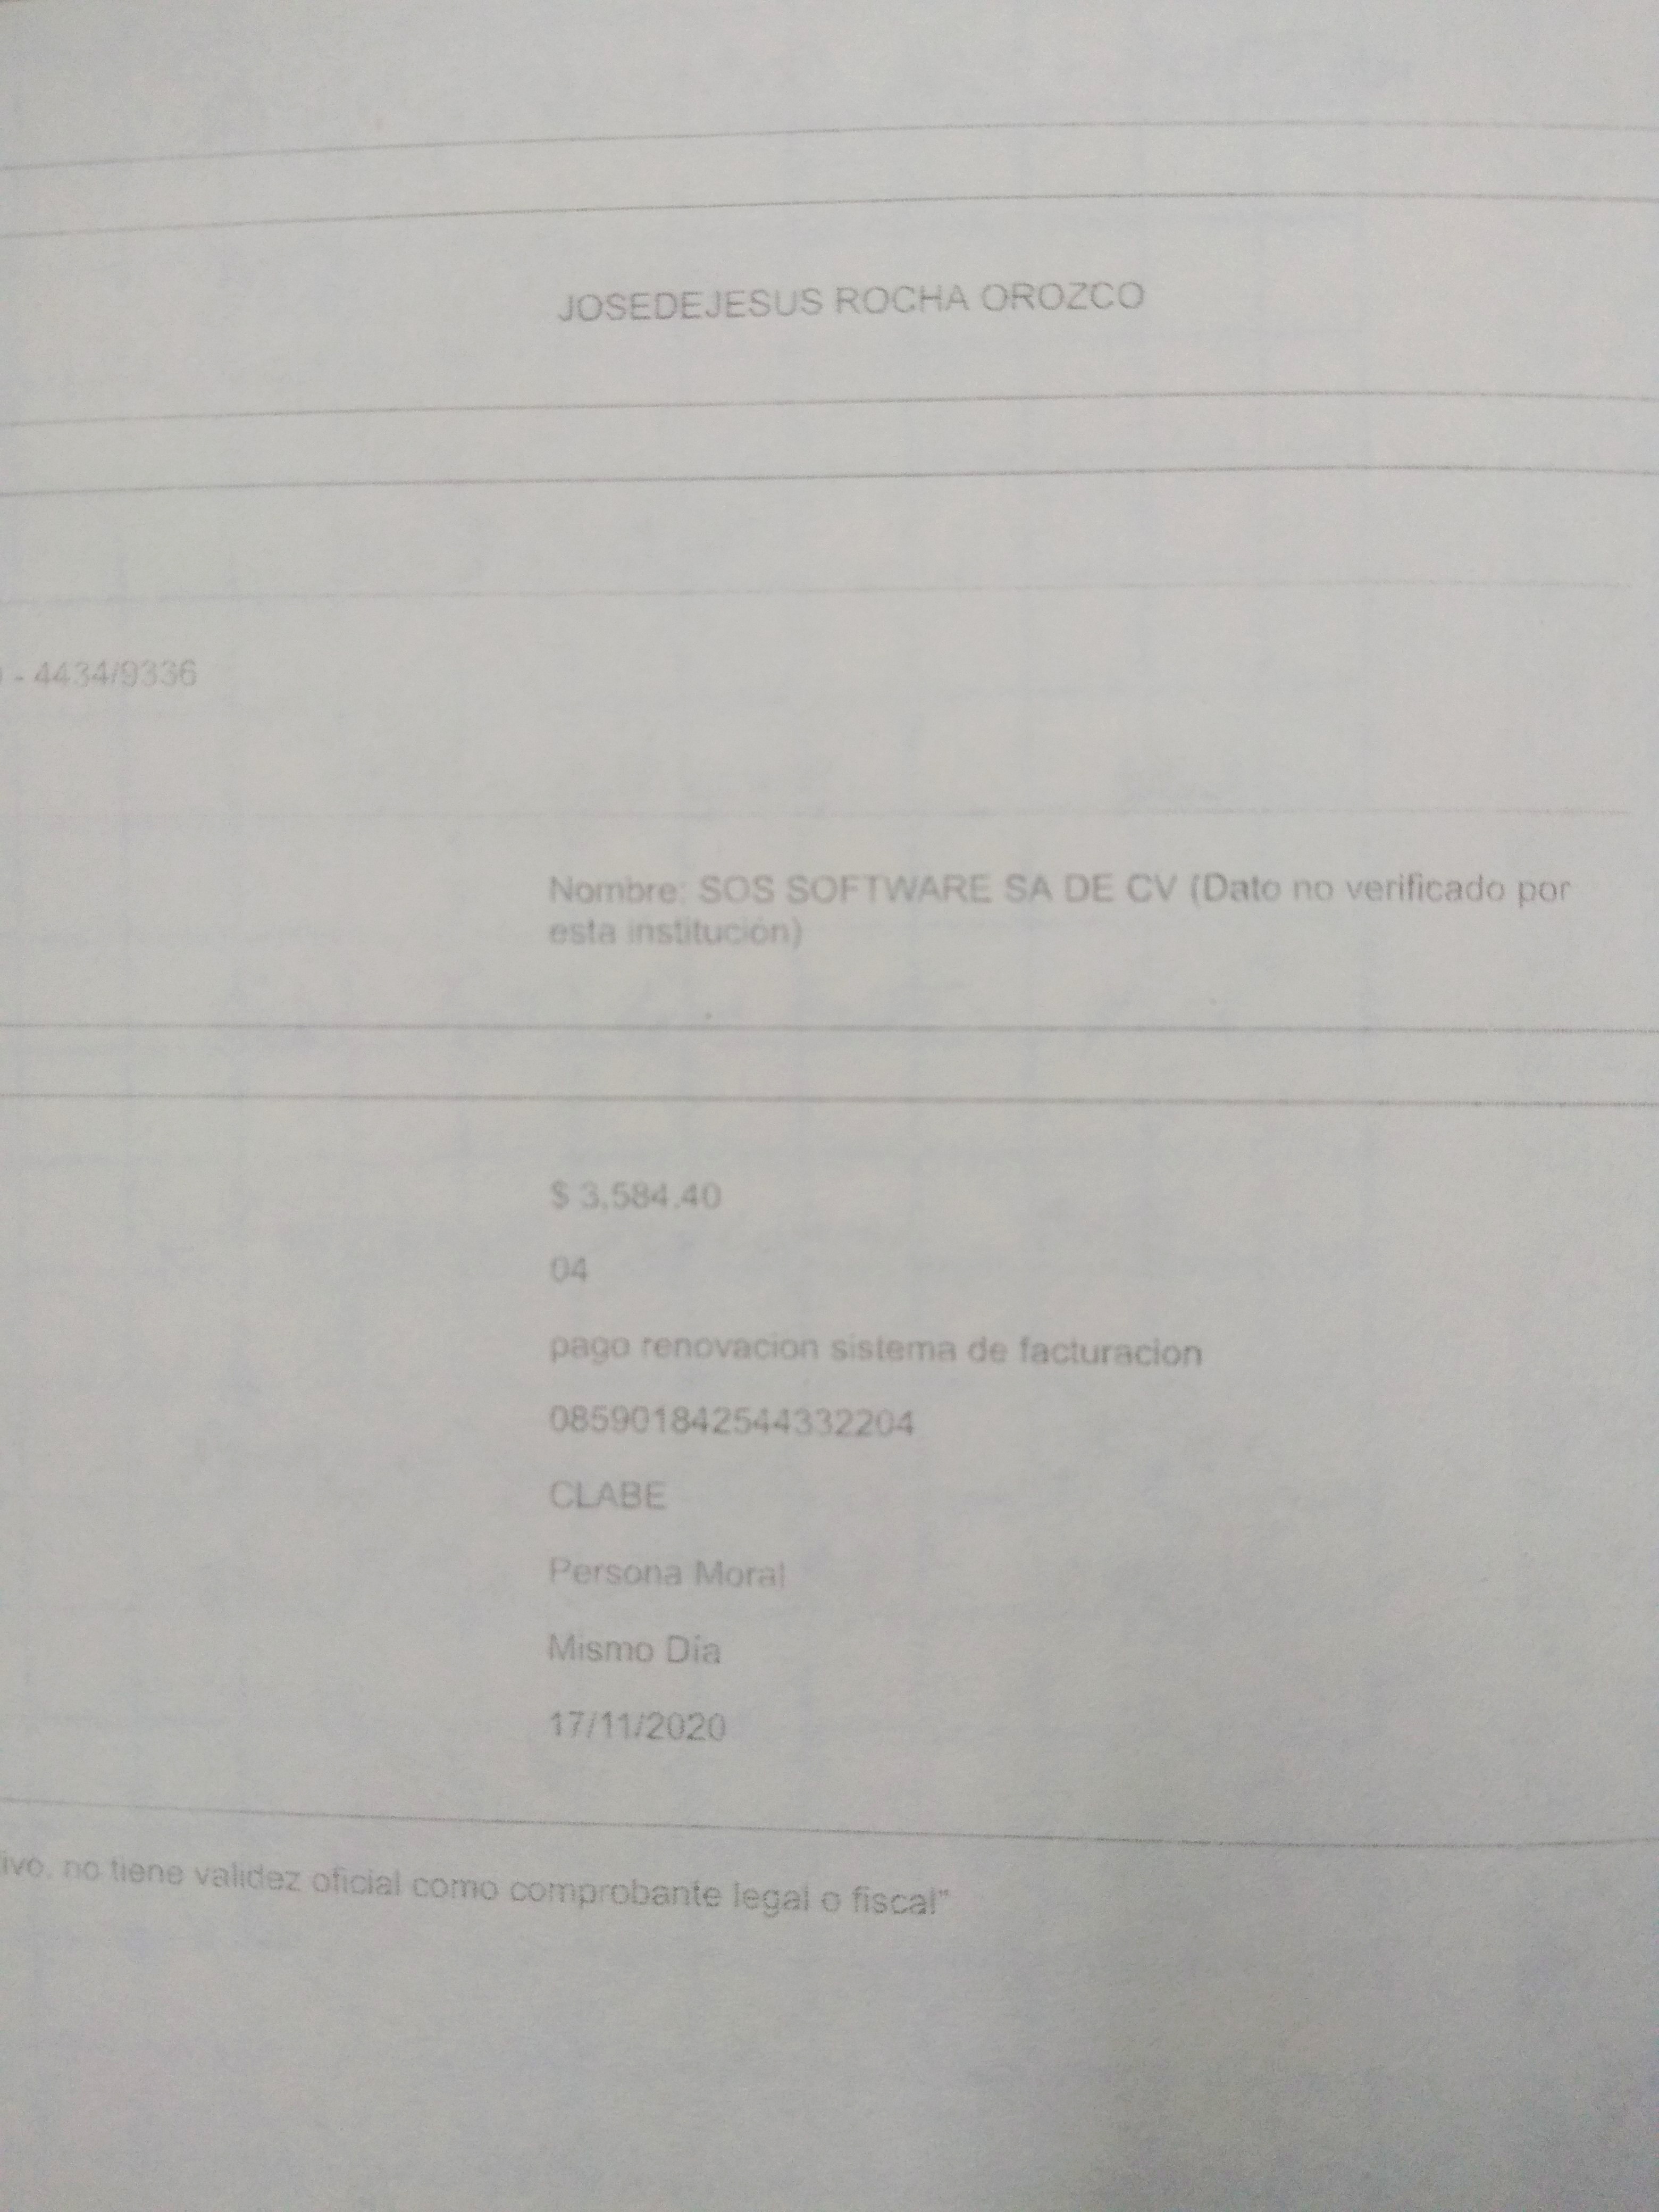 JOSEDEJESUS ROCHA OROZCO
- 4434/9336
Nombre: SOS SOFTWARE SA DE CV (Dato no verificado por
esta institución)
$ 3,584.40
04
pago renovacion sistema de facturacion
085901842544332204
CLABE
Persona Moral
Mismo Día
17/11/2020
ivo, no tiene validez oficial como comprobante legal o fiscal"